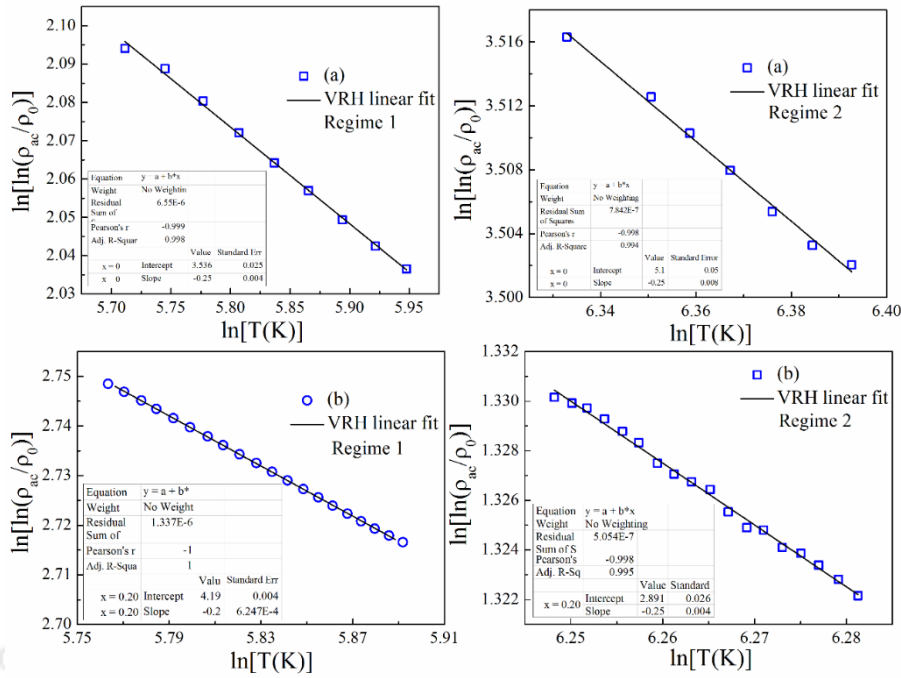 2.10
2.09
2.08
2.07
2.06
2.05
2.04
2.03
ln[ln(ρac/ρ0)]
(a)
VRH linear fit
Regime 1
Equation y = a + b*x
Weight No Weightin
Residual 6.55E-6
Sum of
Pearson's r -0.999
Adj. R-Squar 0.998
Value Standard Err
x = 0 Intercept 3.536 0.025
x = 0 Slope -0.25 0.004
5.70 5.75 5.80 5.85 5.90 5.95
ln[T(K)]
3.516
3.512
3.508
3.504
3.500
ln[ln(ρac/ρ0)]
(a)
VRH linear fit
Regime 2
Equation y = a + b*x
Weight No Weighting
Residual Sum 7.842E-7
of Squares
Pearson's r -0.998
Adj. R-Square 0.994
Value Standard Error
x=0 Intercept 5.1 0.05
x=0 Slope -0.25 0.008
6.34 6.36 6.38 6.40
ln[T(K)]
2.75
2.74
2.73
2.72
2.71
2.70
ln[ln(ρac/ρ0)]
(b)
VRH linear fit
Regime 1
Equation y = a + b*
Weight No Weight
Residual 1.337E-6
Sum of
Pearson's r -1
Adj. R-Squa 1
Valu Standard Err
x = 0.20 Intercept 4.19 0.004
x = 0.20 Slope -0.2 6.247E-4
5.75 5.79 5.83 5.87 5.91
ln[T(K)]
1.332
1.330
1.328
1.326
1.324
1.322
ln[ln(ρac/ρ0)]
(b)
VRH linear fit
Regime 2
Equation y = a + b*x
Weight No Weighting
Residual 5.054E-7
Sum of S
Pearson's -0.998
Adj. R-Sq 0.995
Value Standard
x = 0.20 Intercept 2.891 0.026
Slope -0.25 0.004
6.25 6.26 6.27 6.28
ln[T(K)]